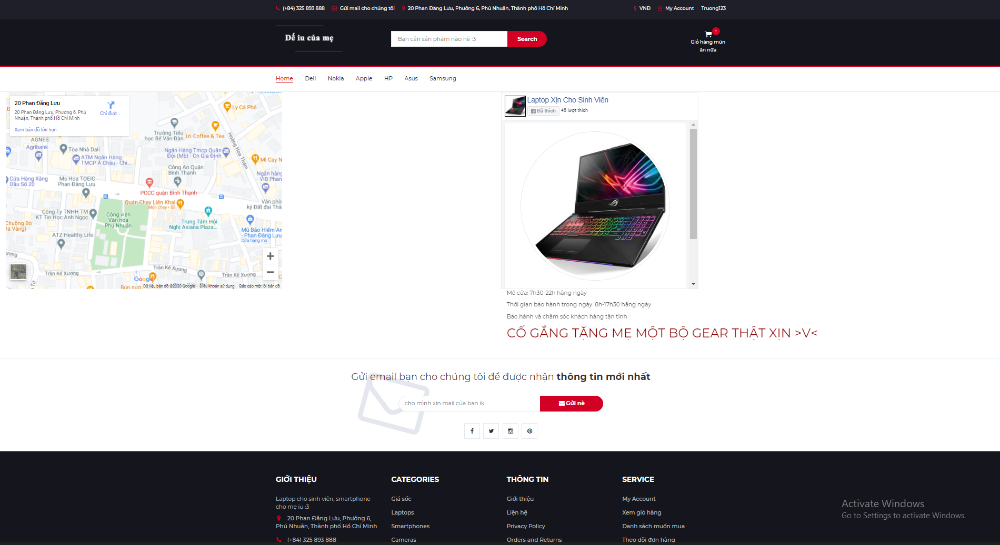 (+84) 325 893 888
Gửi mail cho chúng tôi
20 Phan Đăng Lưu, Phường 6, Phú Nhuận, Thành phố Hồ Chí Minh
$ VNĐ
My Account
Truong123
Dế iu của mẹ
Bạn cần sản phẩm nào nè :3
Search
1
Giỏ hàng mún
ăn nữa
Home
Dell
Nokia
Apple
HP
Asus
Samsung
20 Phan Đăng Lưu
20 Phan Đăng Lưu, Phường 6, Phú
Nhuận, Thành phố Hồ Chí Minh
Chỉ đườ...
Xem bản đồ lớn hơn
Ly Cà Phê
Trường Tiểu
học Bế Văn Đàn
izi Coffee & Tea
Hoàng Hoa Thám
AGNES
Agribank
Tòa Nhà Dali
ATM Ngân Hàng
TMCP Á Châu - Chi...
Ngân Hàng Tmcp Quân
Đội (Mb) - Cn Gia Định
Mi Cay N
Công An Quận
Bình Thạnh
Ngân hàng
- VIB Phan
Cửa Hàng Xăng
Dầu Số 20
Ms Hoa TOEIC
Phan Đăng Lưu
PCCC quận Bình Thạnh
Quán Chay Liên Khai
Món chay • $$
Văn phò
ký Đất đai Thà
Công Ty TNHH TM
KT Tin Học Anh Ngọc
Công viên
Văn hóa
Phú Nhuận
Trung Tâm Hội
Nghị Asiana Plaza...
Chuồng Bò
Đá Vàng)
ATZ Healthy Life
Mũ Bảo Hiểm An
- Phan Đăng Lưu
Cửa hàng mũ
Trần Kế Xương
Trần Kế Xương
Trần Kế Xương
Google
Bún nướ
Dữ liệu bản đồ ©2020 Google
Điều khoản sử dụng
Báo cáo một lỗi bản đồ
Laptop Xịn Cho Sinh Viên
Đã thích
46 lượt thích
Mở cửa: 7h30-22h hằng ngày
Thời gian bảo hành trong ngày: 8h-17h30 hằng ngày
Bảo hành và chăm sóc khách hàng tận tình
CỐ GẮNG TẶNG MẸ MỘT BỘ GEAR THẬT XỊN >V<
Gửi email bạn cho chúng tôi để được nhận thông tin mới nhất
cho mình xin mail của bạn ik
Gửi nè
GIỚI THIỆU
Laptop cho sinh viên, smartphone
cho mẹ iu :3
20 Phan Đăng Lưu, Phường 6,
Phú Nhuận, Thành phố Hồ Chí Minh
(+84) 325 893 888
CATEGORIES
Giá sốc
Laptops
Smartphones
Cameras
THÔNG TIN
Giới thiệu
Liện hệ
Privacy Policy
Orders and Returns
SERVICE
My Account
Xem giỏ hàng
Danh sách muốn mua
Theo dõi đơn hàng
Activate Windows
Go to Settings to activate Windows.